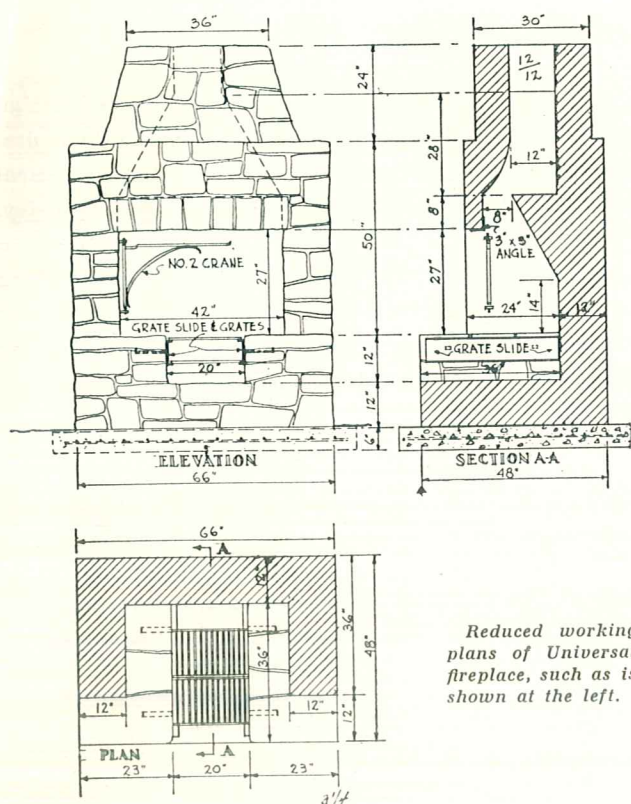 36"
24"
50"
NO. 2 CRANE
27"
42"
GRATE SLIDE & GRATES
20"
12"
12"
6"
ELEVATION
66"
30"
12/12
28"
12"
8"
8"
3" x 3" ANGLE
27"
24"
14"
12"
GRATE SLIDE
36"
SECTION A-A
48"
66"
A
12"
36"
36"
48"
12"
12"
12"
PLAN
A
23"
20"
23"
Reduced working
plans of Universal
fireplace, such as is
shown at the left.